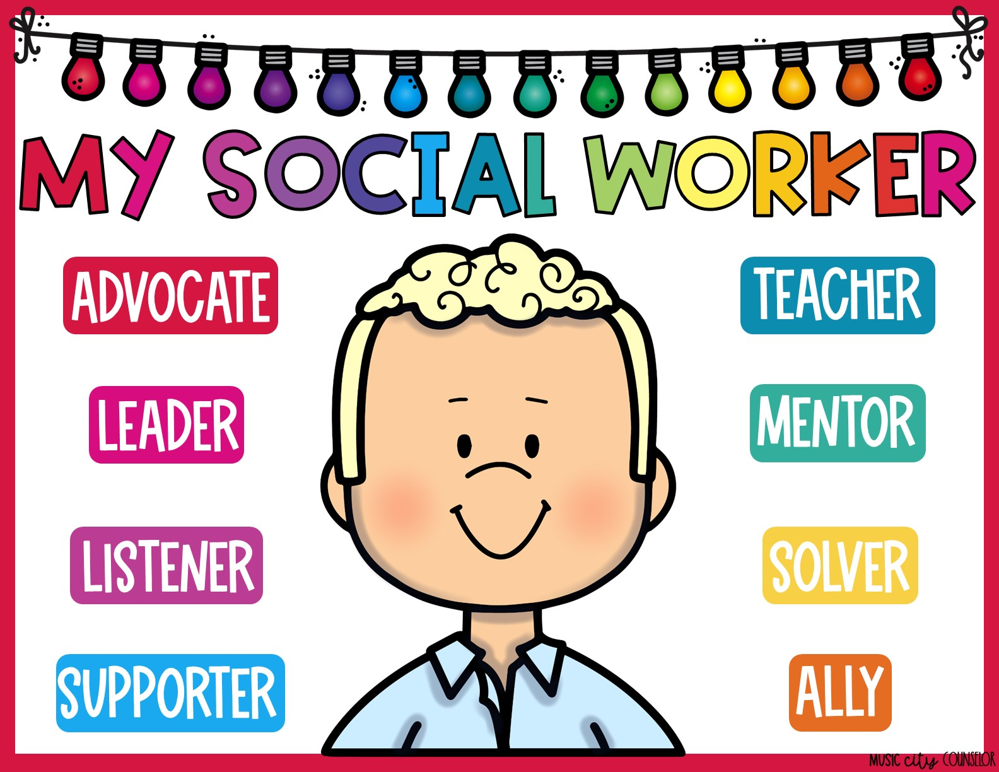 MY SOCIAL WORKER
ADVOCATE
LEADER
LISTENER
SUPPORTER
TEACHER
MENTOR
SOLVER
ALLY
MUSIC city COUNSELOR